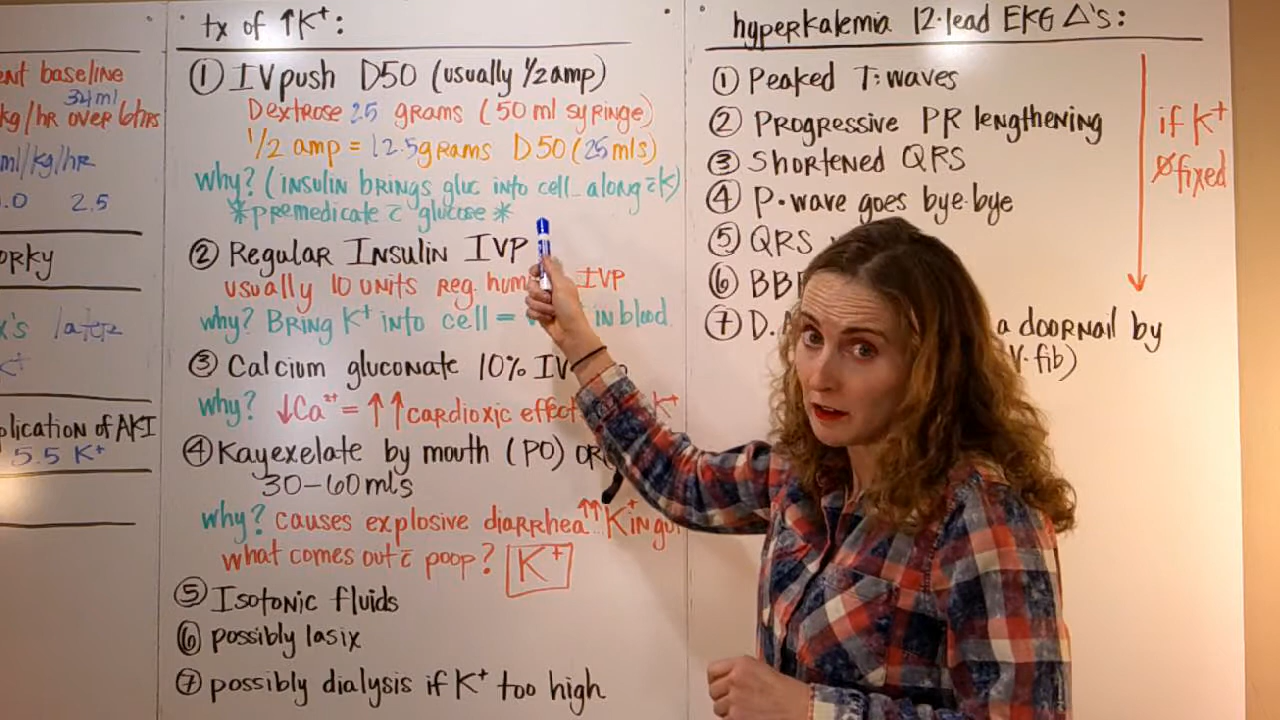 ent baseline
34ml
kg/hr over 6hrs
ml/kg/hr
.0 2.5
orky
x's later
K+
plication of AKI
5.5 K+
tx of ↑K+:
① IV push D50 (usually 1/2 amp)
Dextrose 25 grams (50 ml syringe)
1/2 amp = 12.5 grams D50 (25 mls)
why? (insulin brings gluc into cell along c̄ K)
*premedicate c̄ glucose*
② Regular Insulin IVP
usually 10 units reg. hum IVP
why? Bring K+ into cell = in blood
③ Calcium gluconate 10% IV
why? ↓Ca2+ = ↑↑cardioxic effect K+
④ Kayexelate by mouth (PO) OR
30-60 mls
why? causes explosive diarrhea ↑↑ K+ in gu
what comes out c̄ poop? K+
⑤ Isotonic fluids
⑥ possibly lasix
⑦ possibly dialysis if K+ too high
hyperkalemia 12·lead EKG Δ's:
① Peaked T·waves
② Progressive PR lengthening
③ Shortened QRS
④ P·wave goes bye·bye
⑤ QRS
⑥ BB
⑦ D. a doornail by
V·fib)
if K+
Ø fixed